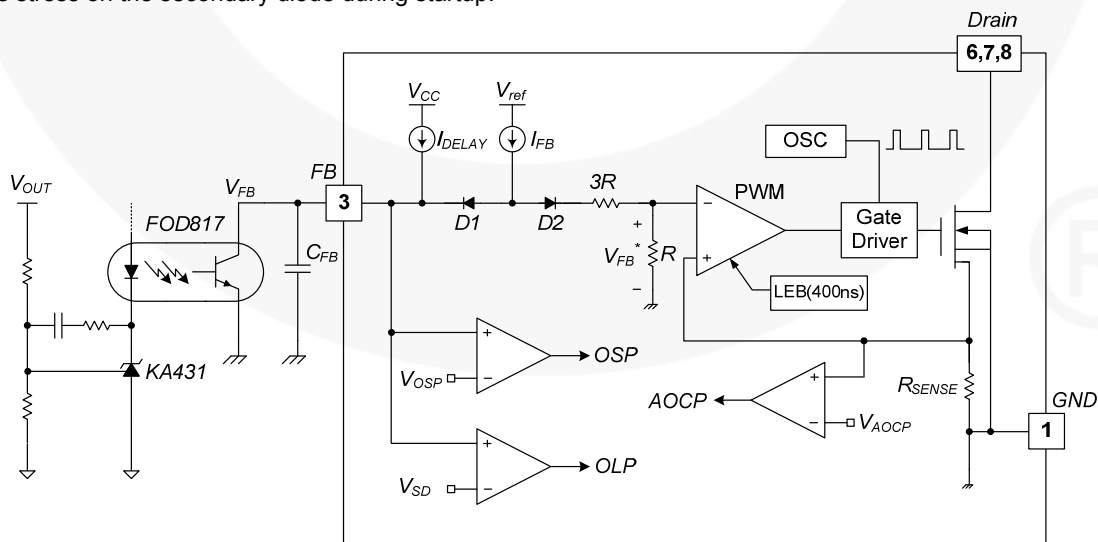 s stress on the secondary diode during startup.
Drain
6,7,8
VCC
Vref
IDELAY
IFB
OSC
FB
3
VOUT
VFB
3R
PWM
FOD817
D1
D2
Gate
Driver
CFB
VFB*
R
+
−
LEB(400ns)
OSP
VOSP
KA431
AOCP
VAOCP
RSENSE
GND
1
OLP
VSD
R